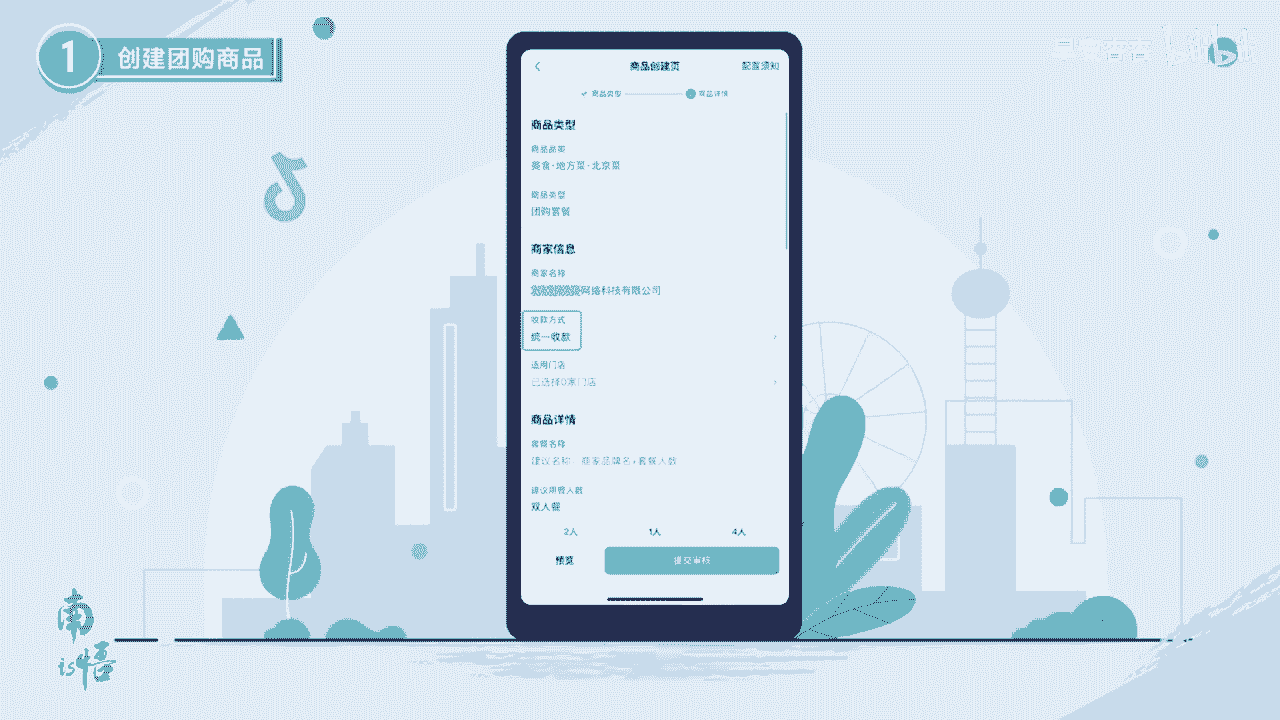 1
创建团购商品
商品创建页
配置须知
商品类型
商品详情
商品类型
商品品类
美食-地方菜-北京菜
商品类型
团购套餐
商家信息
商家名称
网络科技有限公司
收款方式
统一收款
适用门店
已选择0家门店
商品详情
套餐名称
建议名称：商家品牌名+套餐人数
建议用餐人数
双人餐
2人
1人
4人
预览
提交审核